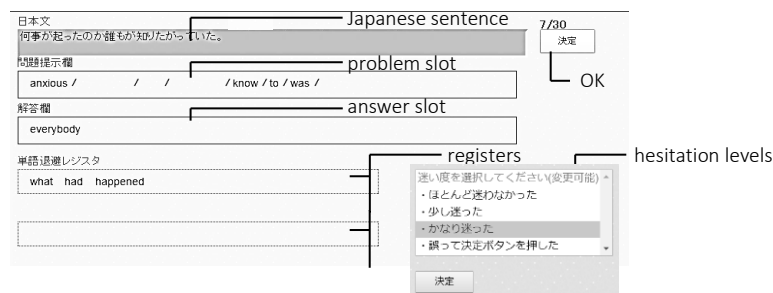 日本文
Japanese sentence
7/30
何事が起ったのか誰もが知りたがっていた。
決定
OK
問題提示欄
problem slot
anxious / / / / know / to / was /
解答欄
answer slot
everybody
単語退避レジスタ
registers
hesitation levels
what had happened
迷い度を選択してください(変更可能)
・ほとんど迷わなかった
・少し迷った
・かなり迷った
・誤って決定ボタンを押した
決定